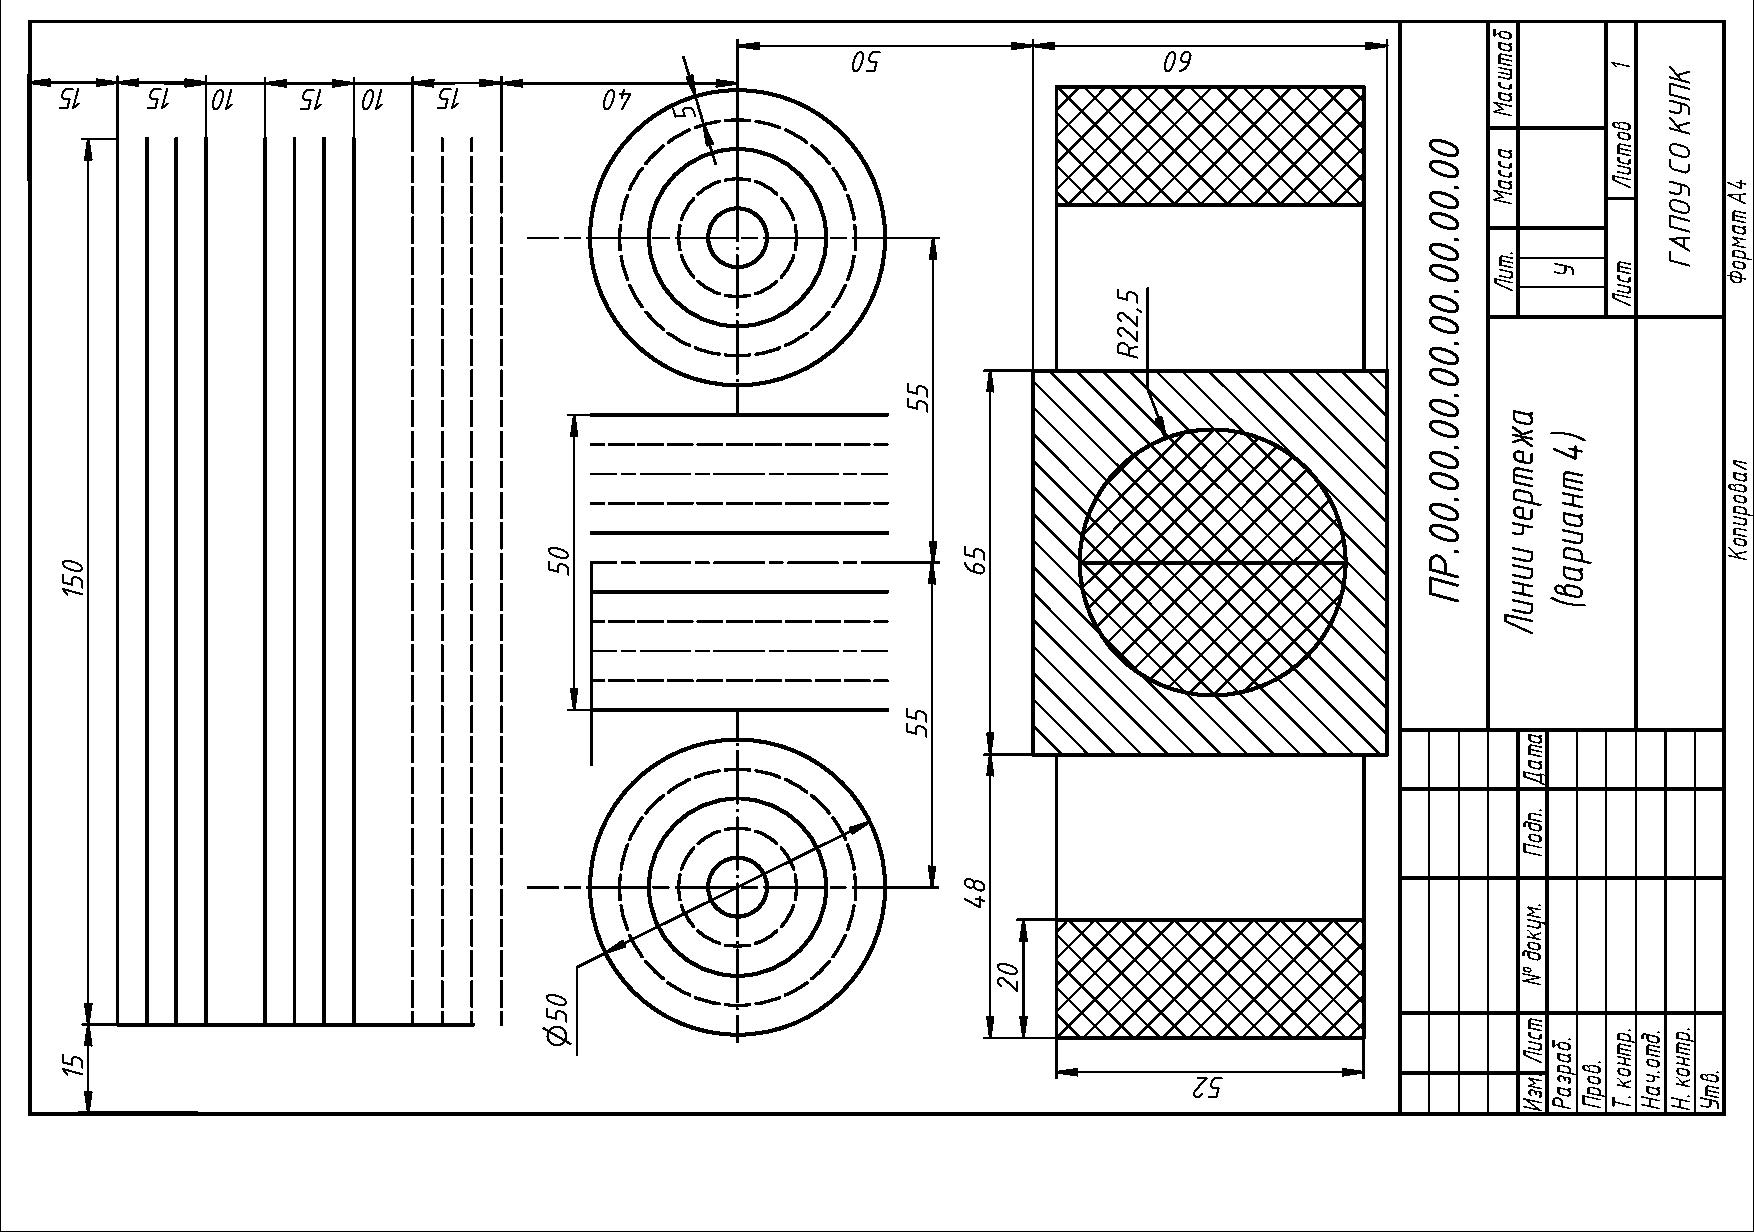 15
15
10
15
10
15
40
50
60
5
150
15
50
55
55
Ø50
R22,5
65
48
20
52
ПР.00.00.00.00.00.00.00.00
Линии чертежа
(вариант 4)
Лит. Масса Масштаб
У
Лист Листов 1
ГАПОУ СО КУПК
Изм. Лист № докум. Подп. Дата
Разраб.
Пров.
Т. контр.
Нач.отд.
Н. контр.
Утв.
Копировал Формат А4